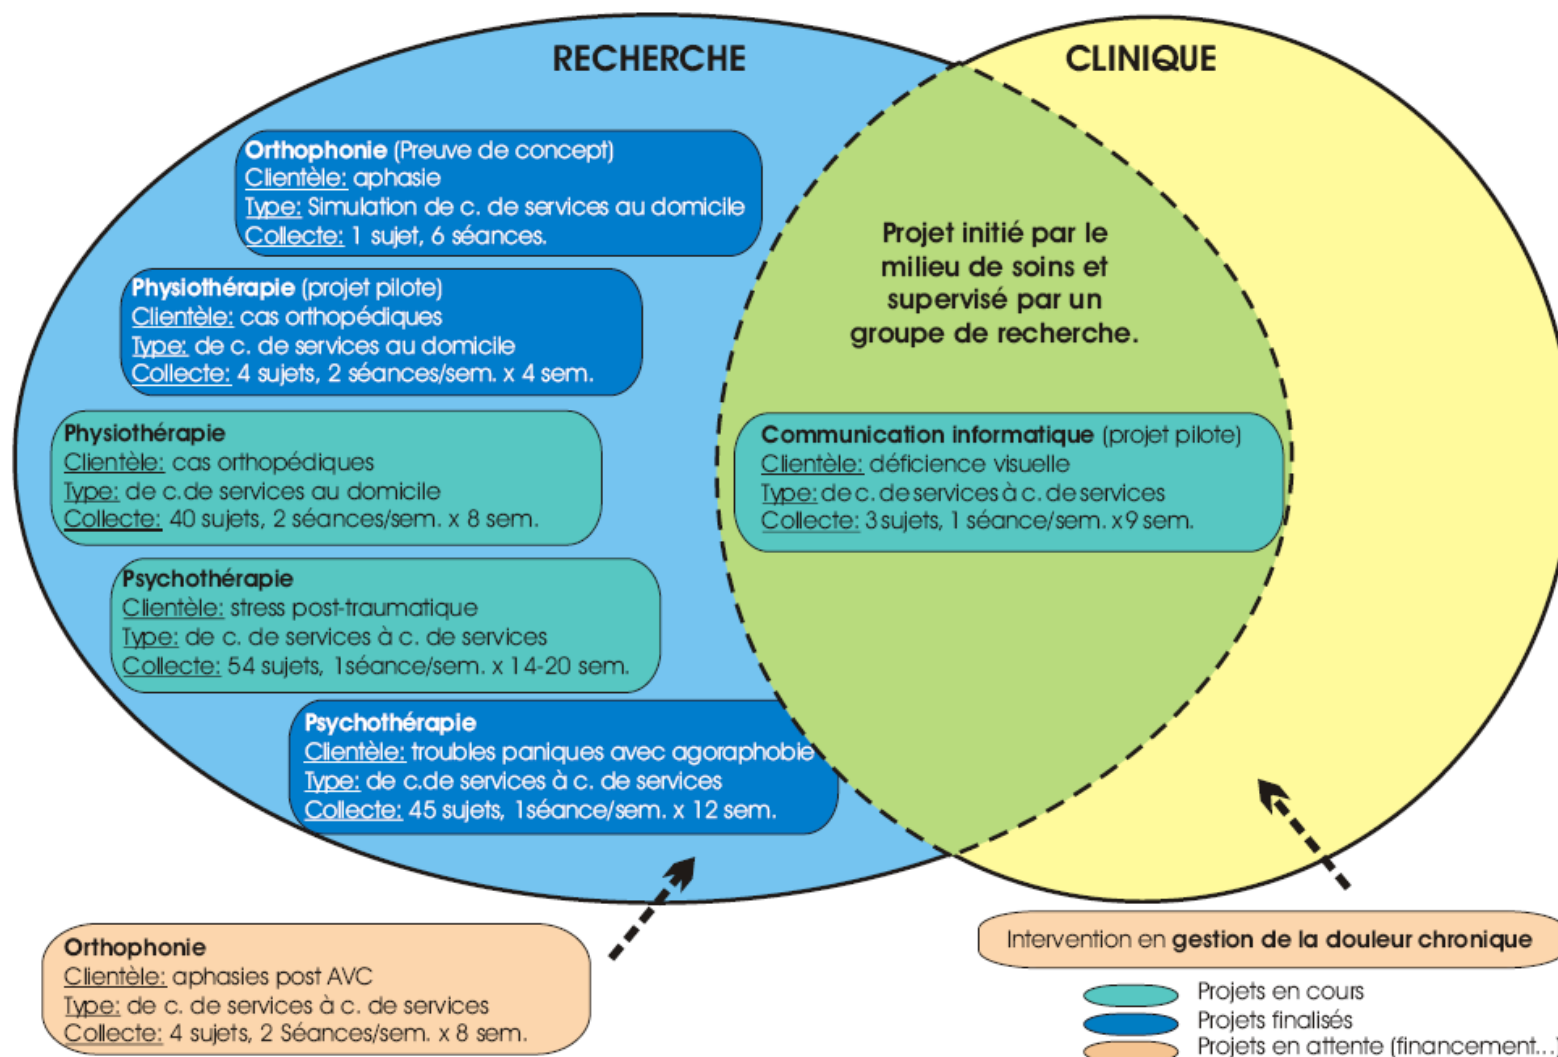 RECHERCHE
CLINIQUE
Orthophonie (Preuve de concept)
Clientèle: aphasie
Type: Simulation de c. de services au domicile
Collecte: 1 sujet, 6 séances.
Physiothérapie (projet pilote)
Clientèle: cas orthopédiques
Type: de c. de services au domicile
Collecte: 4 sujets, 2 séances/sem. x 4 sem.
Physiothérapie
Clientèle: cas orthopédiques
Type: de c.de services au domicile
Collecte: 40 sujets, 2 séances/sem. x 8 sem.
Psychothérapie
Clientèle: stress post-traumatique
Type: de c. de services à c. de services
Collecte: 54 sujets, 1séance/sem. x 14-20 sem.
Psychothérapie
Clientèle: troubles paniques avec agoraphobie
Type: de c.de services à c. de services
Collecte: 45 sujets, 1séance/sem. x 12 sem.
Projet initié par le
milieu de soins et
supervisé par un
groupe de recherche.
Communication informatique (projet pilote)
Clientèle: déficience visuelle
Type: de c. de services à c. de services
Collecte: 3 sujets, 1 séance/sem. x9 sem.
Orthophonie
Clientèle: aphasies post AVC
Type: de c. de services à c. de services
Collecte: 4 sujets, 2 Séances/sem. x 8 sem.
Intervention en gestion de la douleur chronique
Projets en cours
Projets finalisés
Projets en attente (financement...)